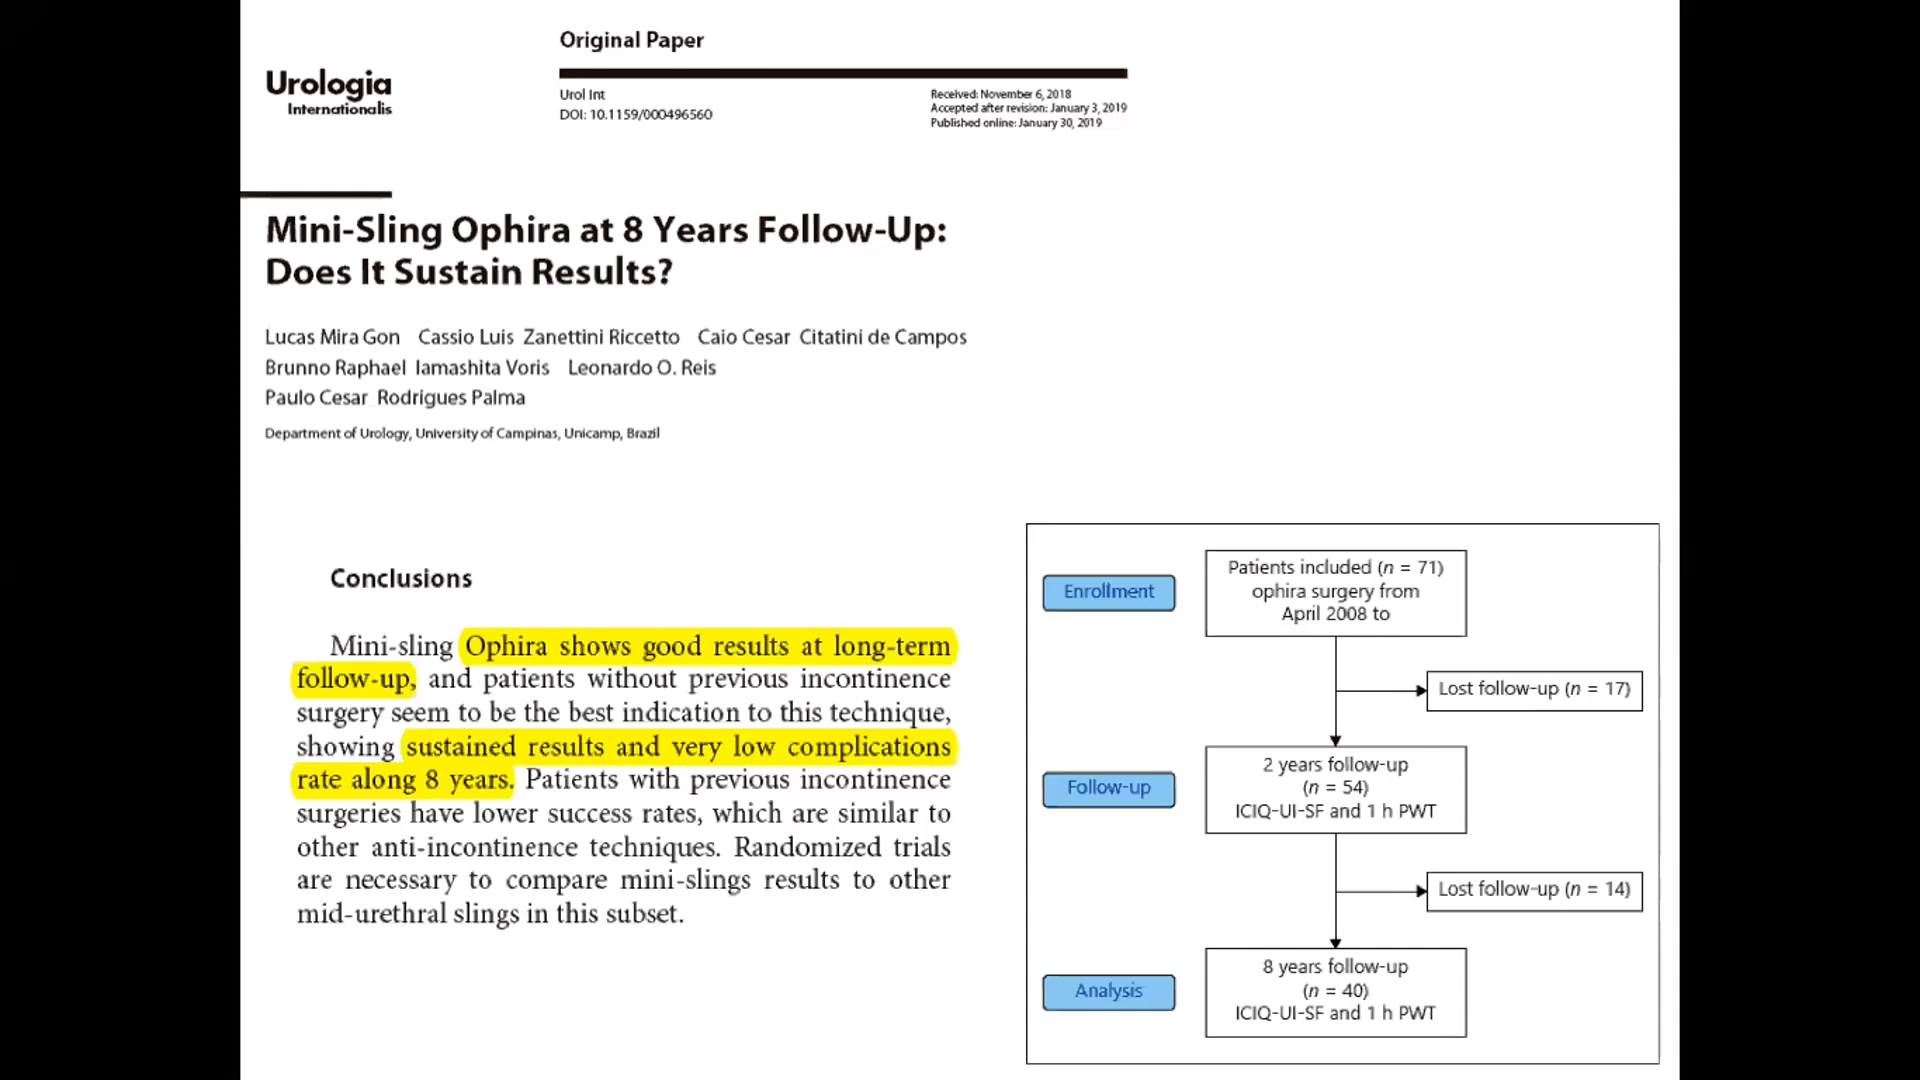 Original Paper
Urologia
Internationalis
Urol Int
DOI: 10.1159/000496560
Received: November 6, 2018
Accepted after revision: January 3, 2019
Published online: January 30, 2019
Mini-Sling Ophira at 8 Years Follow-Up:
Does It Sustain Results?
Lucas Mira Gon Cassio Luis Zanettini Riccetto Caio Cesar Citatini de Campos
Brunno Raphael Iamashita Voris Leonardo O. Reis
Paulo Cesar Rodrigues Palma
Department of Urology, University of Campinas, Unicamp, Brazil
Conclusions
Mini-sling Ophira shows good results at long-term
follow-up, and patients without previous incontinence
surgery seem to be the best indication to this technique,
showing sustained results and very low complications
rate along 8 years. Patients with previous incontinence
surgeries have lower success rates, which are similar to
other anti-incontinence techniques. Randomized trials
are necessary to compare mini-slings results to other
mid-urethral slings in this subset.
Enrollment
Patients included (n = 71)
ophira surgery from
April 2008 to
Lost follow-up (n = 17)
Follow-up
2 years follow-up
(n = 54)
ICIQ-UI-SF and 1 h PWT
Lost follow-up (n = 14)
Analysis
8 years follow-up
(n = 40)
ICIQ-UI-SF and 1 h PWT